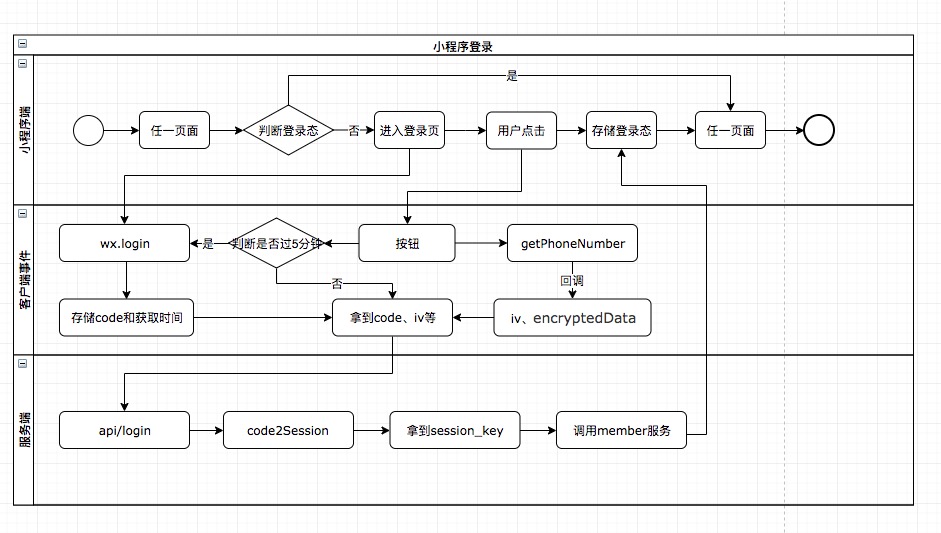 小程序登录
小程序端
是
任一页面
判断登录态
否
进入登录页
用户点击
存储登录态
任一页面
客户端事件
wx.login
是
判断是否过5分钟
按钮
getPhoneNumber
否
回调
存储code和获取时间
拿到code、iv等
iv、encryptedData
服务端
api/login
code2Session
拿到session_key
调用member服务